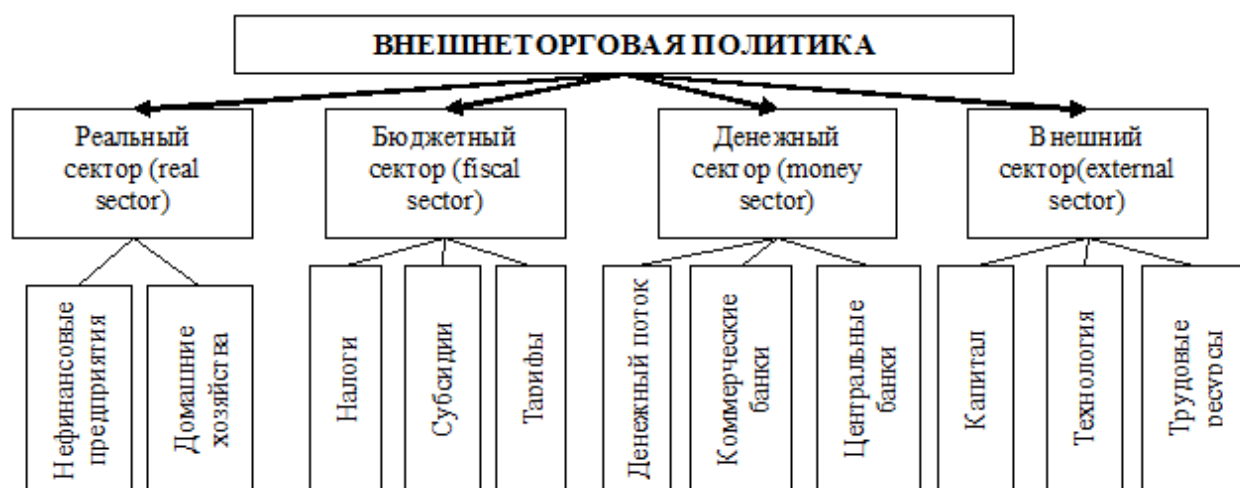 ВНЕШНЕТОРГОВАЯ ПОЛИТИКА
Реальный
сектор (real
sector)
Бюджетный
сектор (fiscal
sector)
Денежный
сектор (money
sector)
Внешний
сектор(external
sector)
Нефинансовые
предприятия
Домашние
хозяйства
Налоги
Субсидии
Тарифы
Денежный поток
Коммерческие
банки
Центральные
банки
Капитал
Технология
Трудовые
ресурсы